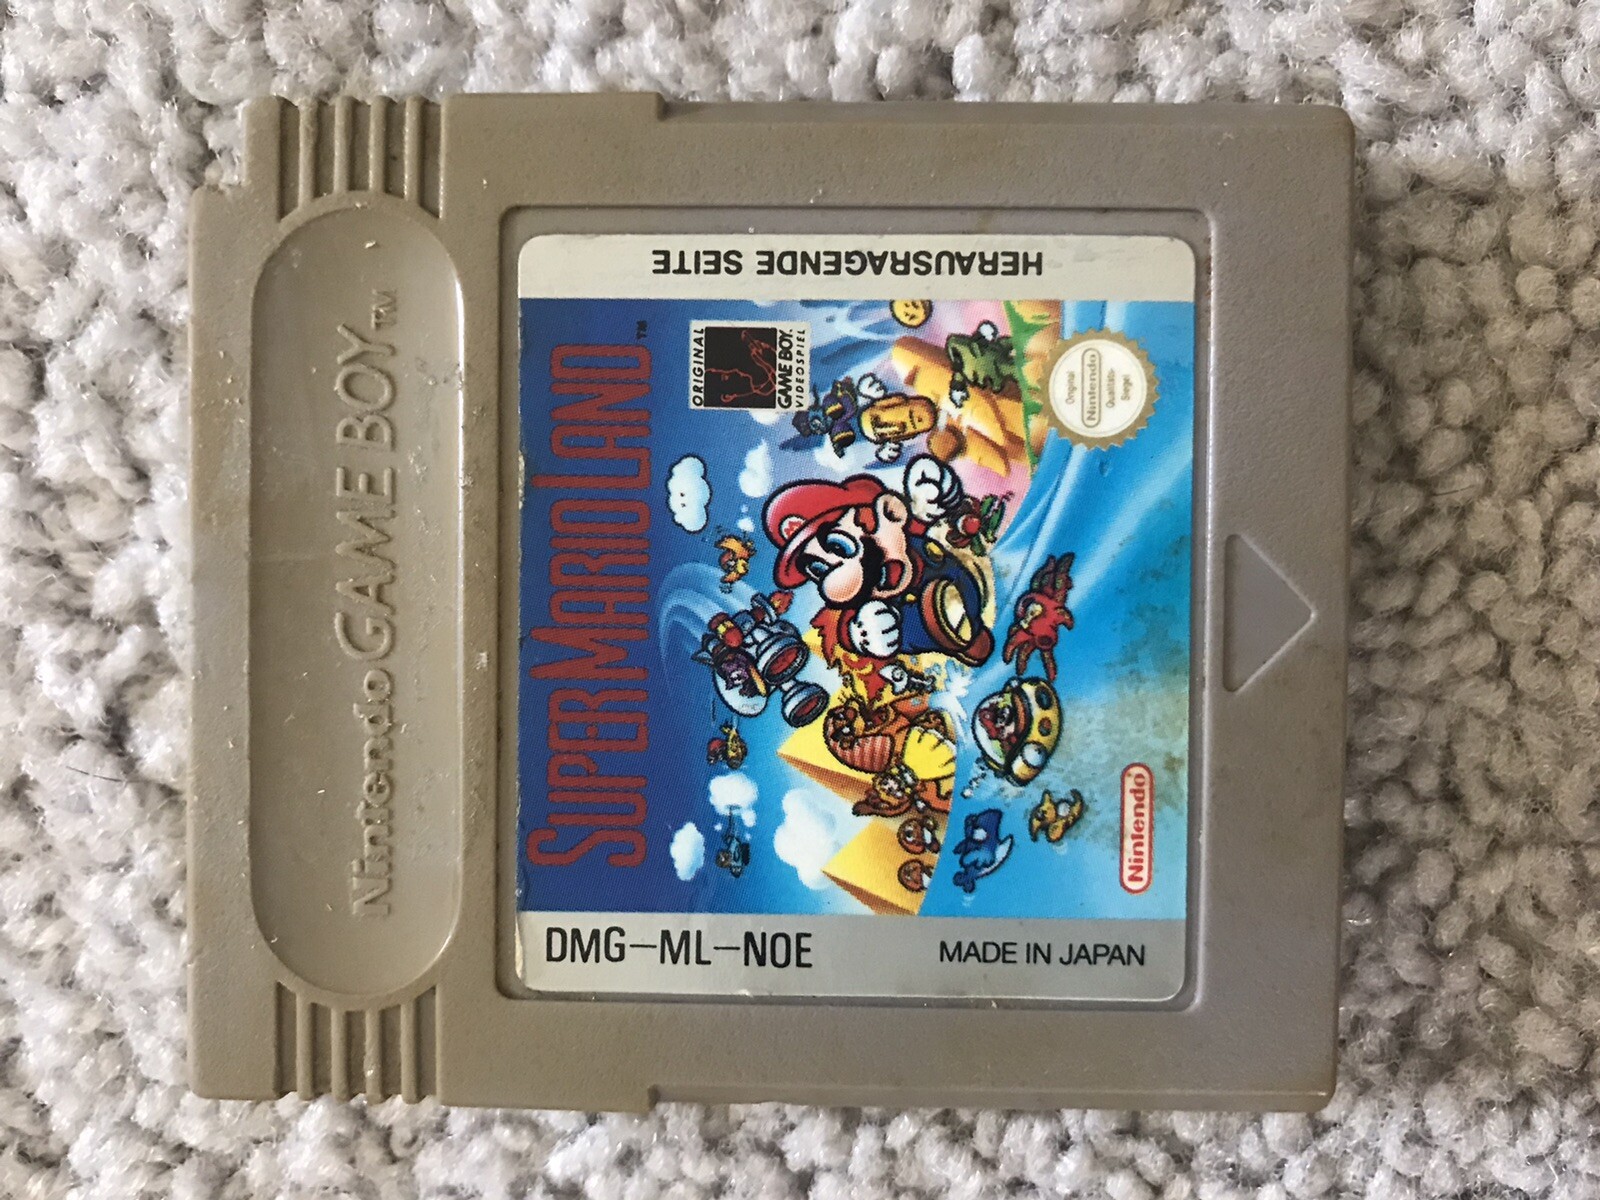 Nintendo GAME BOY™
HERAUSRAGENDE SEITE
SUPER MARIO LAND™
ORIGINAL
GAME BOY
VIDEOSPIEL
Original
Nintendo
Qualitäts-
Siegel
Nintendo
DMG–ML–NOE
MADE IN JAPAN